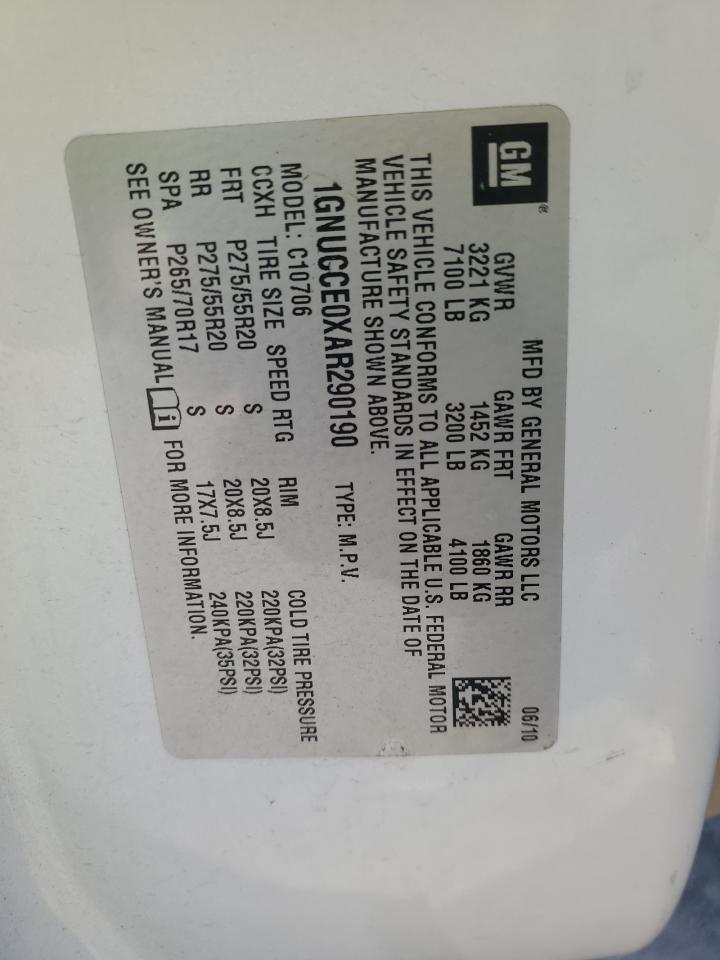 GM®
MFD BY GENERAL MOTORS LLC 06/10
GVWR GAWR FRT GAWR RR
3221 KG 1452 KG 1860 KG
7100 LB 3200 LB 4100 LB
THIS VEHICLE CONFORMS TO ALL APPLICABLE U.S. FEDERAL MOTOR
VEHICLE SAFETY STANDARDS IN EFFECT ON THE DATE OF
MANUFACTURE SHOWN ABOVE.
1GNUCCE0XAR290190 TYPE: M.P.V.
MODEL: C10706
CCXH TIRE SIZE SPEED RTG RIM COLD TIRE PRESSURE
FRT P275/55R20 S 20X8.5J 220KPA(32PSI)
RR P275/55R20 S 20X8.5J 220KPA(32PSI)
SPA P265/70R17 S 17X7.5J 240KPA(35PSI)
SEE OWNER'S MANUAL i FOR MORE INFORMATION.